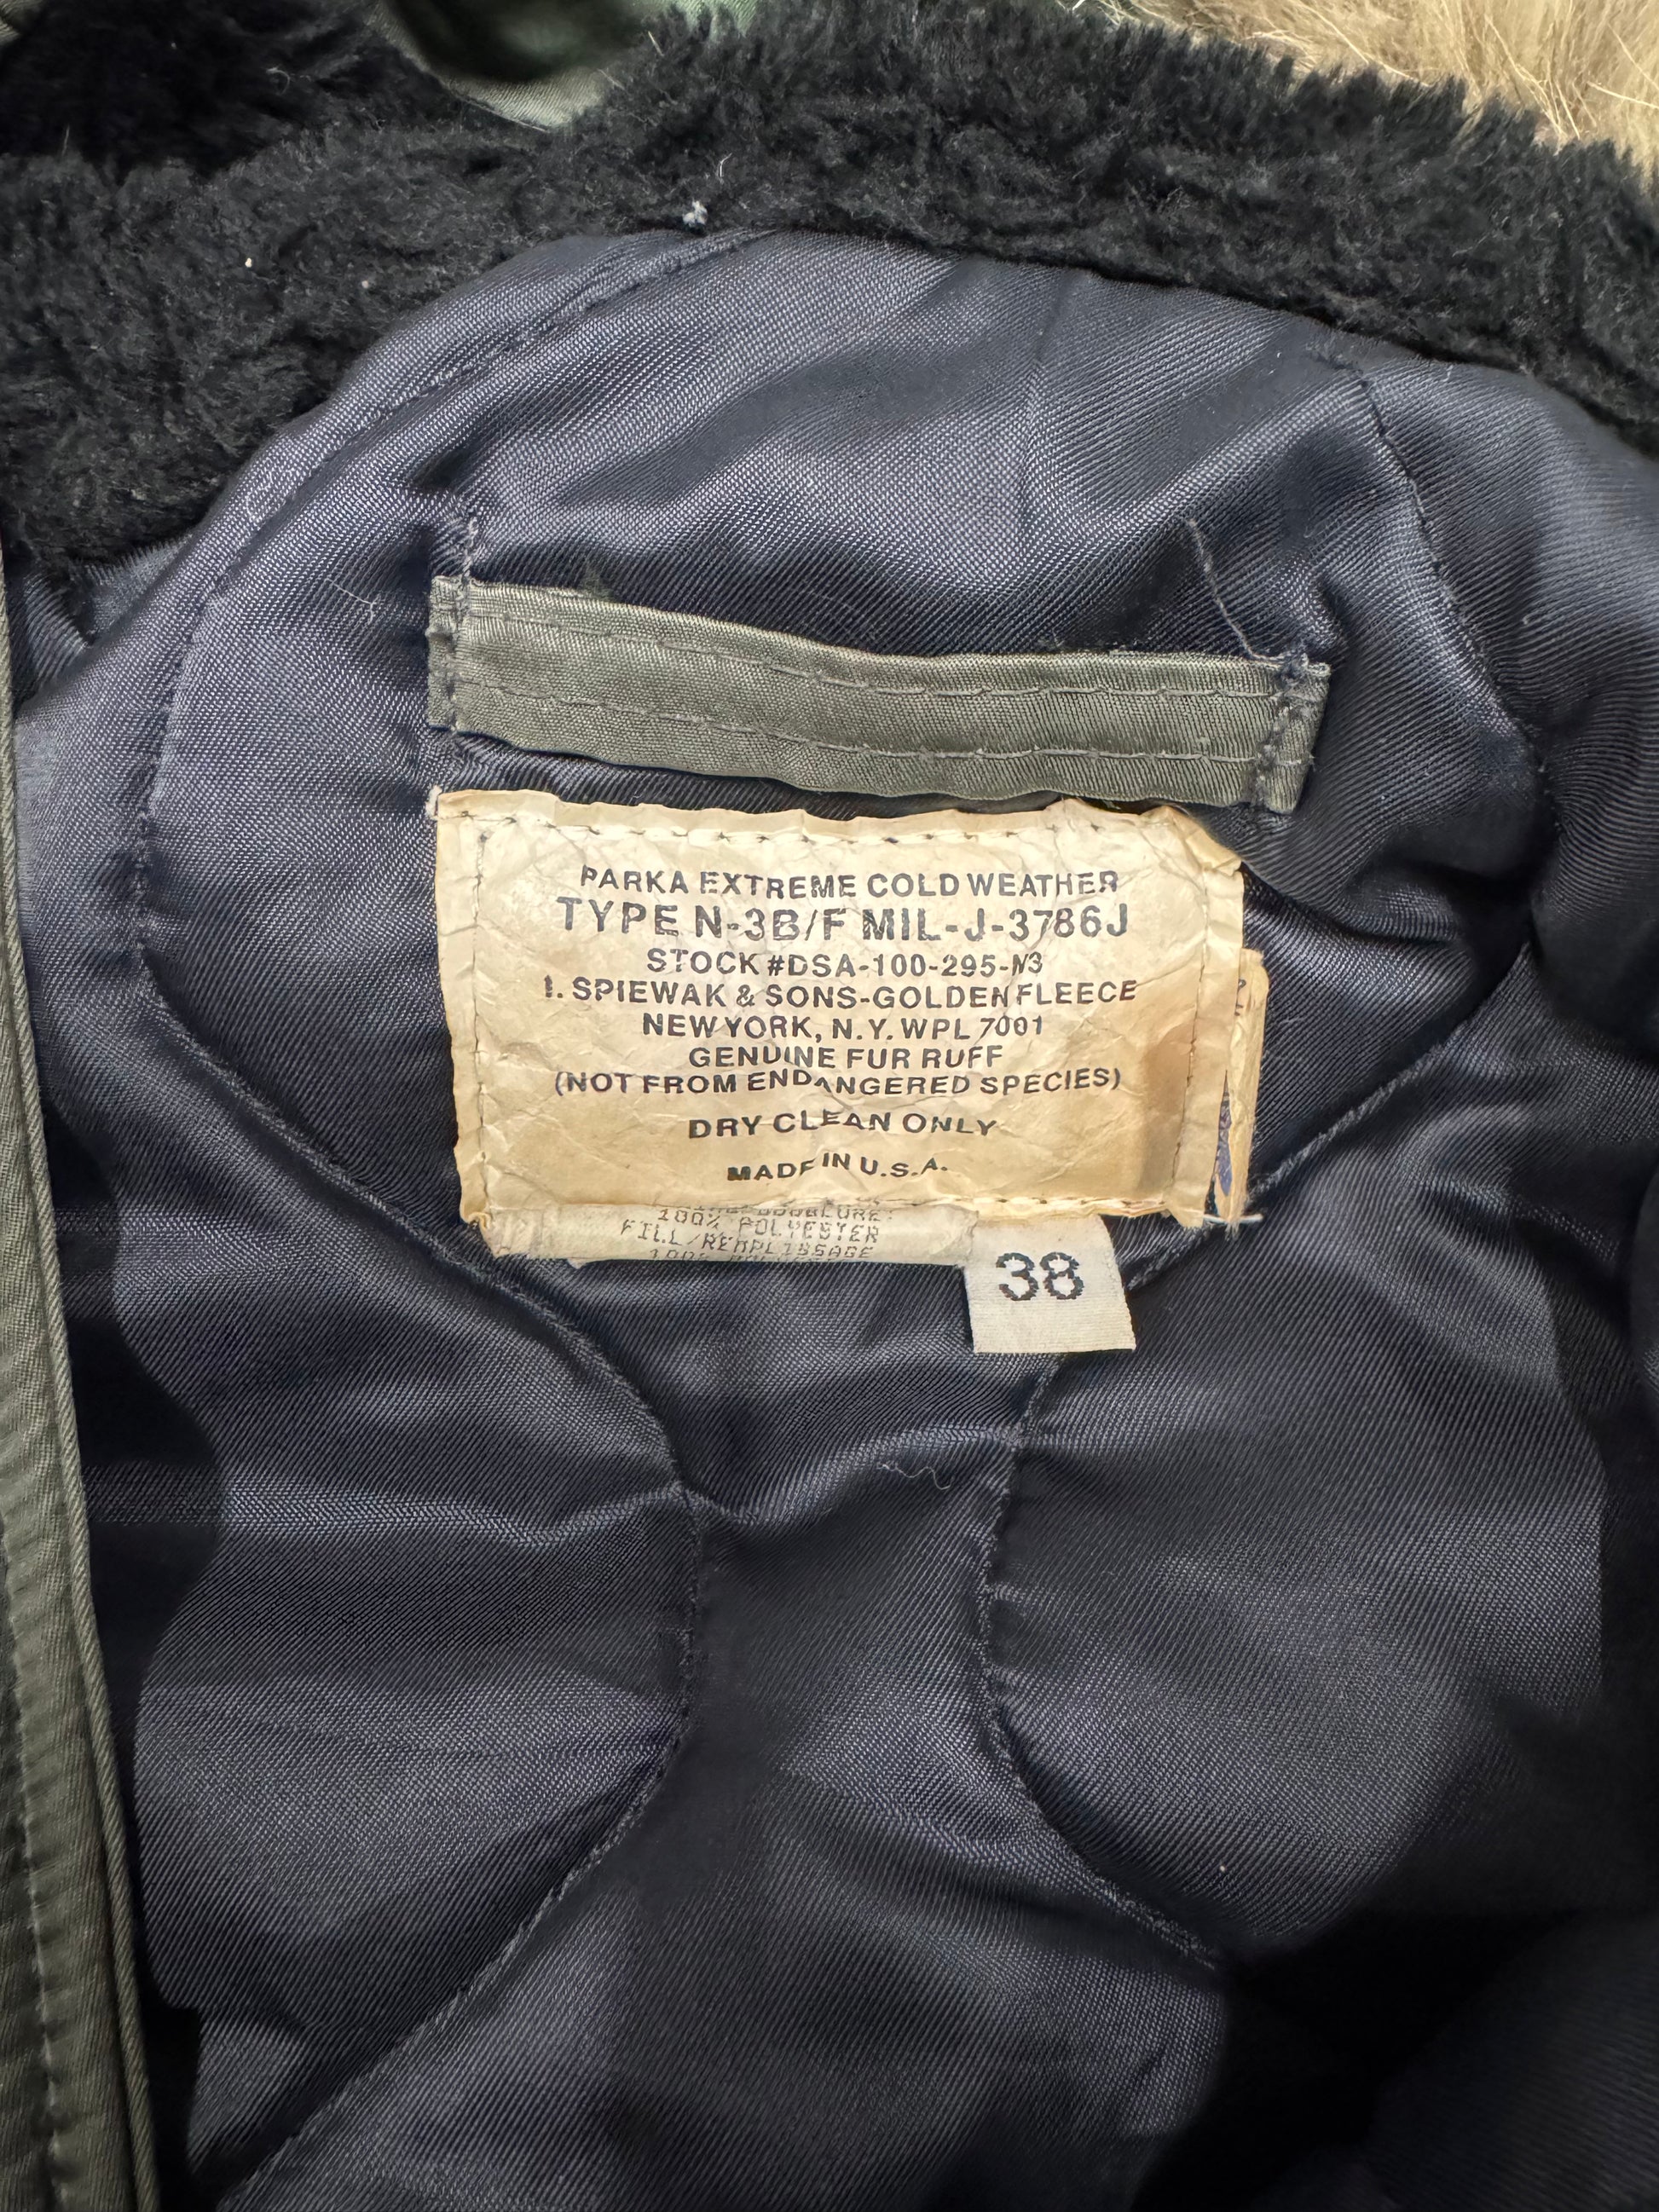 PARKA EXTREME COLD WEATHER
TYPE N-3B/F MIL-J-3786J
STOCK #DSA-100-295-N3
I. SPIEWAK & SONS-GOLDEN FLEECE
NEW YORK, N.Y. WPL 7001
GENUINE FUR RUFF
(NOT FROM ENDANGERED SPECIES)
DRY CLEAN ONLY
MADE IN U.S.A.
100% POLYESTER
FILL/REMPLISSAGE
38